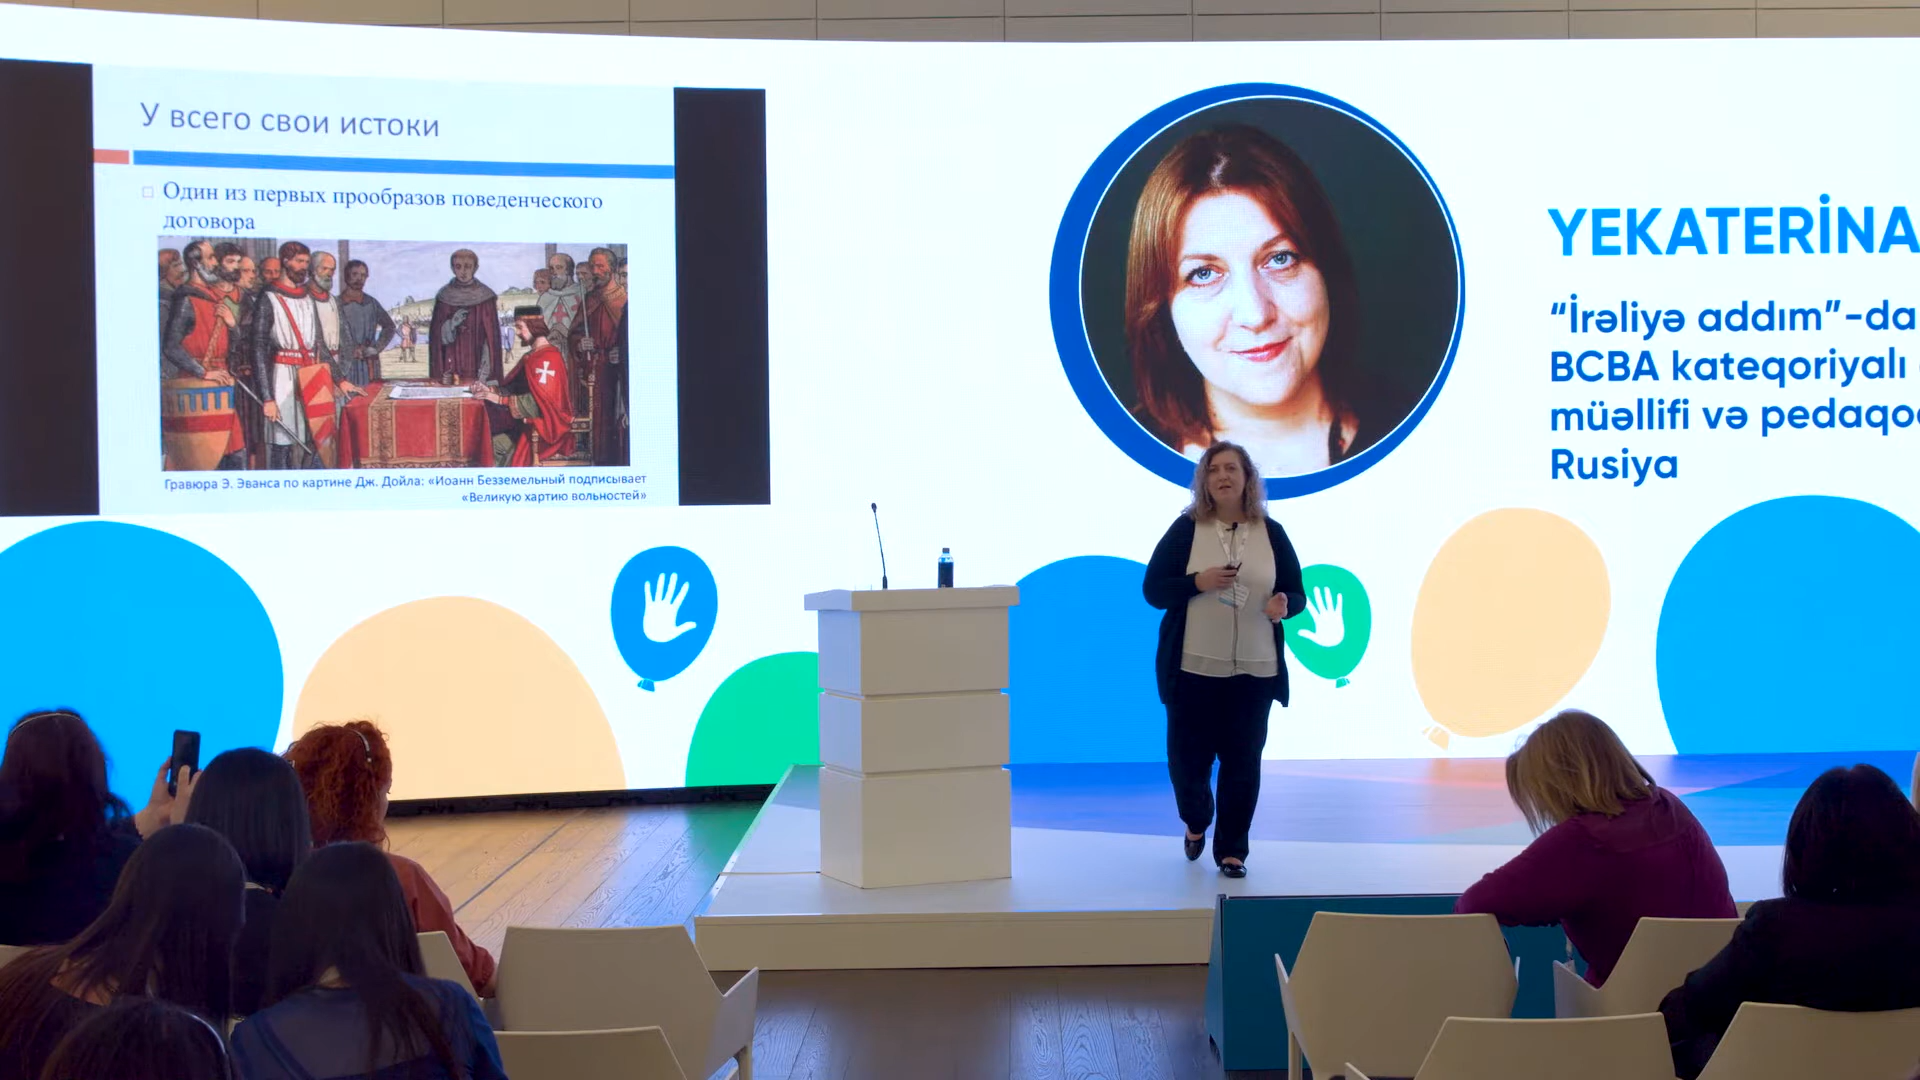 У всего свои истоки
Один из первых прообразов поведенческого
договора
Гравюра Э. Эванса по картине Дж. Дойла: «Иоанн Безземельный подписывает
«Великую хартию вольностей»
YEKATERİNA
“İrəliyə addım”-da
BCBA kateqoriyalı
müəllifi və
Rusiya